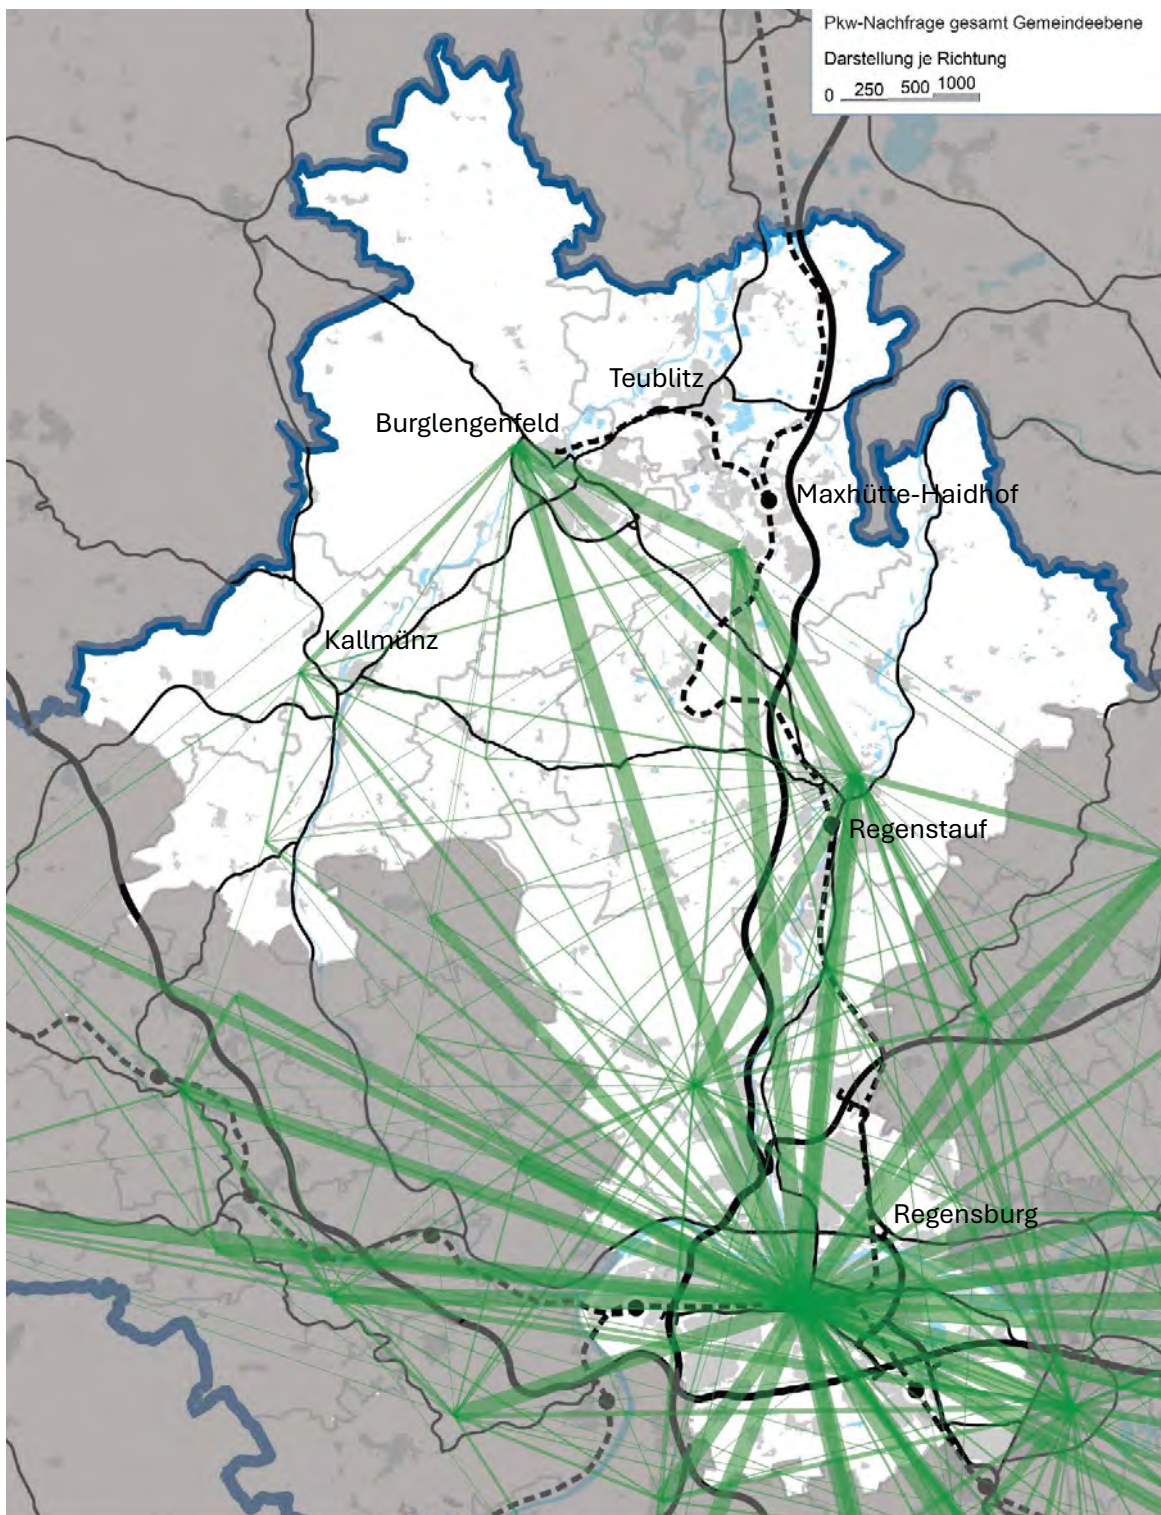 Pkw-Nachfrage gesamt Gemeindeebene
Darstellung je Richtung
0 250 500 1000
Teublitz
Burglengenfeld
Maxhütte-Haidhof
Kallmünz
Regenstauf
Regensburg